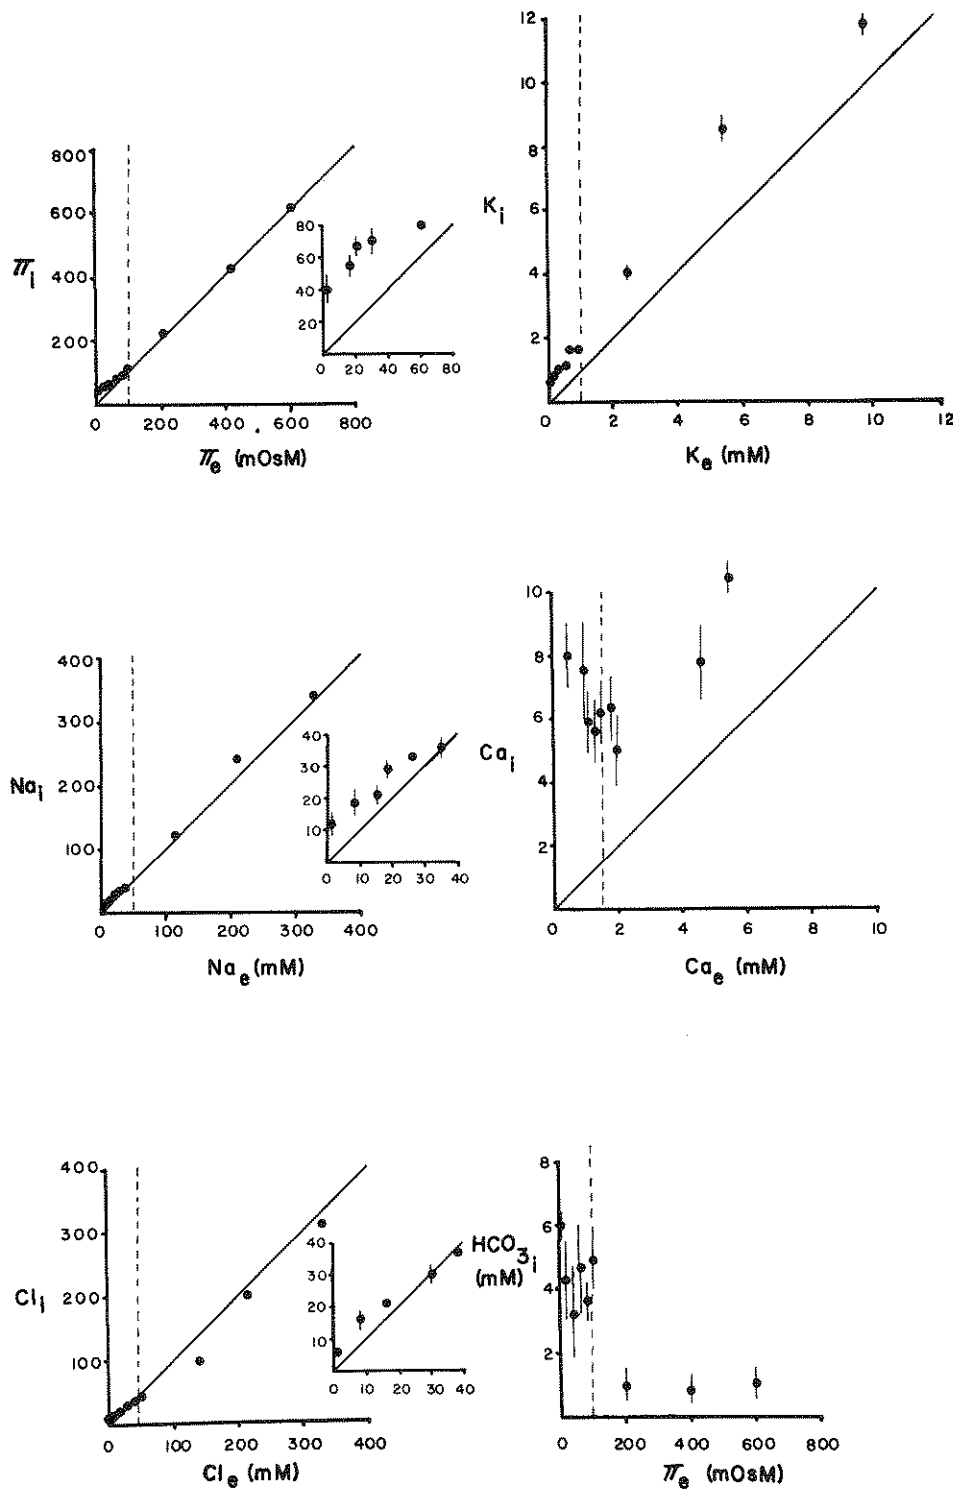 800
600
π_i 400
200
0 200 400 600 800
π_e (mOsM)
80
60
40
20
0 20 40 60 80
12
10
8
K_i
6
4
2
0 2 4 6 8 10 12
K_e (mM)
400
300
Na_i 200
100
0 100 200 300 400
Na_e (mM)
40
30
20
10
0 10 20 30 40
10
8
Ca_i
6
4
2
0 2 4 6 8 10
Ca_e (mM)
400
300
Cl_i 200
100
0 100 200 300 400
Cl_e (mM)
40
30
20
10
0 10 20 30 40
8
HCO_3i
(mM)
6
4
2
0 200 400 600 800
π_e (mOsM)